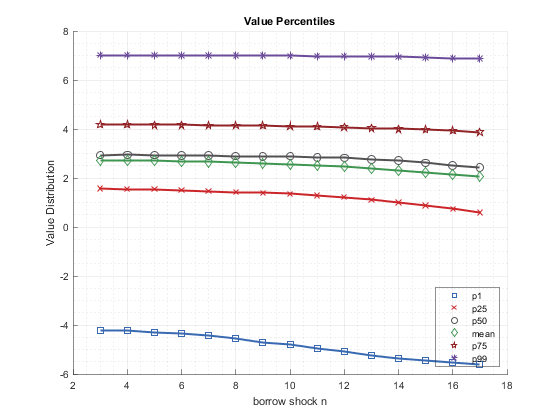 Value Percentiles
8
6
4
2
0
-2
-4
-6
Value Distribution
2
4
6
8
10
12
14
16
18
borrow shock n
p1
p25
p50
mean
p75
p99